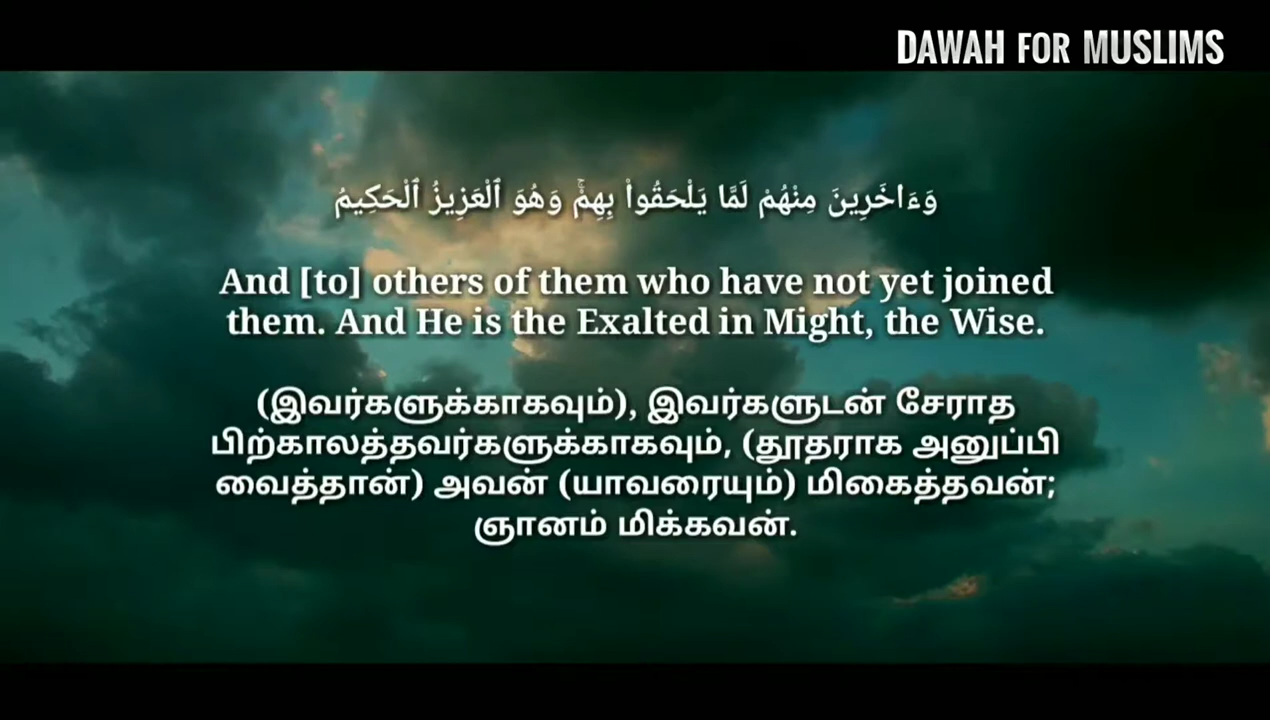 DAWAH FOR MUSLIMS
وَءَاخَرِينَ مِنْهُمْ لَمَّا يَلْحَقُوا۟ بِهِمْ ۚ وَهُوَ ٱلْعَزِيزُ ٱلْحَكِيمُ
And [to] others of them who have not yet joined
them. And He is the Exalted in Might, the Wise.
(இவர்களுக்காகவும்), இவர்களுடன் சேராத
பிற்காலத்தவர்களுக்காகவும், (தூதராக அனுப்பி
வைத்தான்) அவன் (யாவரையும்) மிகைத்தவன்;
ஞானம் மிக்கவன்.